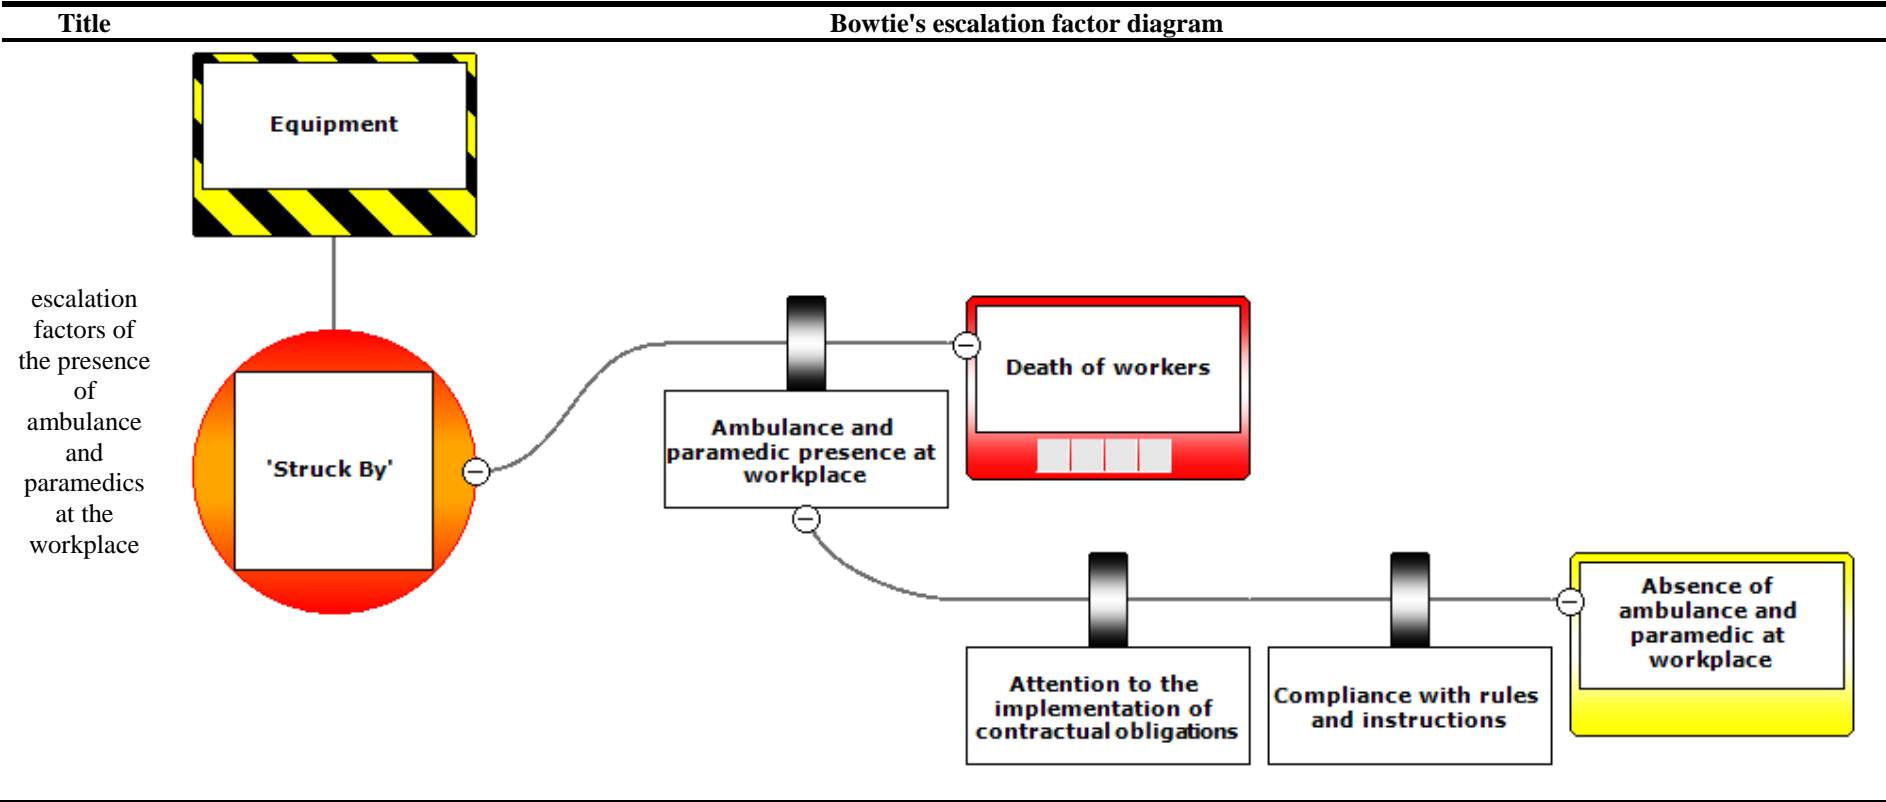 Title
Bowtie's escalation factor diagram
escalation
factors of
the presence
of
ambulance
and
paramedics
at the
workplace
Equipment
'Struck By'
Ambulance and
paramedic presence at
workplace
Death of workers
Attention to the
implementation of
contractual obligations
Compliance with rules
and instructions
Absence of
ambulance and
paramedic at
workplace